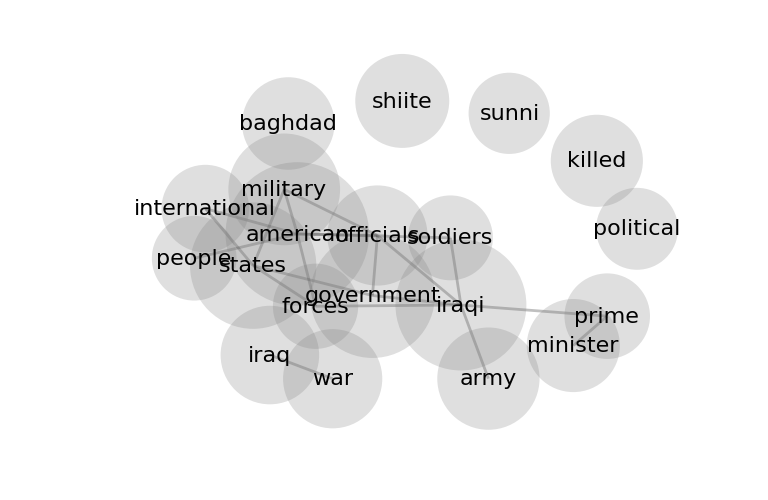 shiite
sunni
baghdad
killed
military
international
political
american
officials
soldiers
people
states
government
forces
iraqi
prime
minister
iraq
war
army